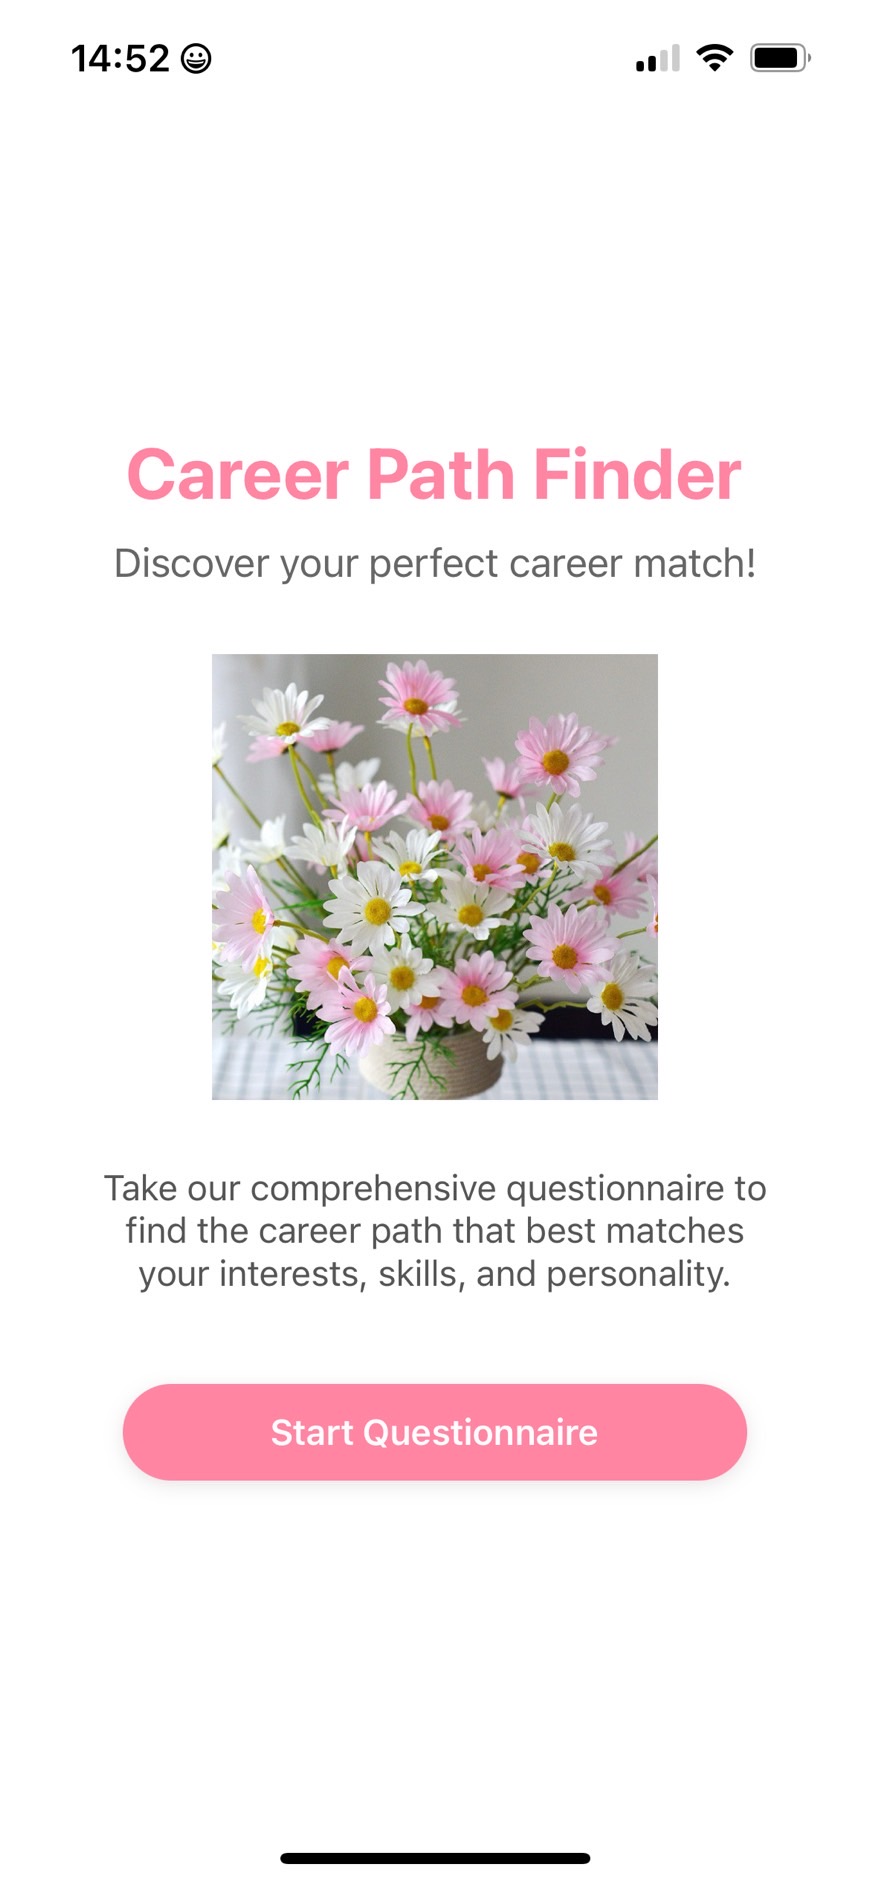 14:52
Career Path Finder
Discover your perfect career match!
Take our comprehensive questionnaire to
find the career path that best matches
your interests, skills, and personality.
Start Questionnaire